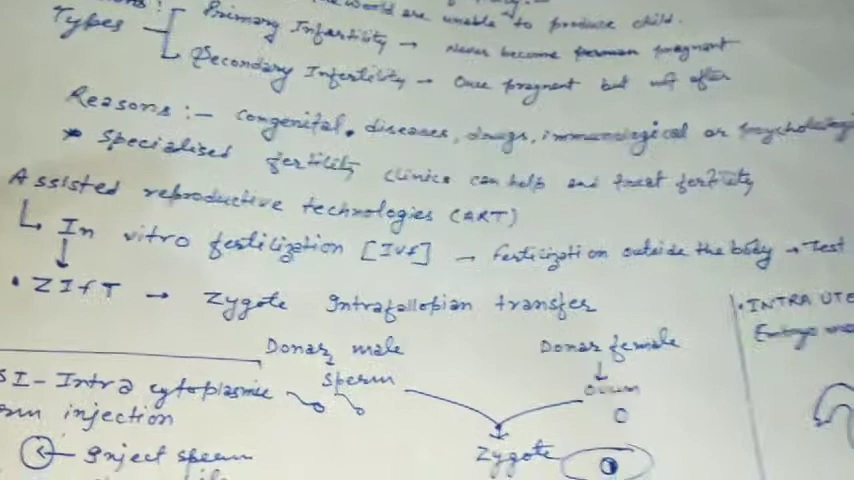 the world are unable to produce child.
Types
Primary Infertility → Never become person pregnant
Secondary Infertility → Once pregnant but not after
Reasons :- Congenital, diseases, drugs, immunological or
* Specialised fertility clinics can help and treat fertility
Assisted reproductive technologies (ART)
In vitro fertilization [IVf] → fertilization outside the body → Test
• ZIfT → Zygote Intrafallopian transfer
• INTRA UTE
Donar male
Donar female
SI - Intra cytoplasmic
Sperm
Ovum
injection
Inject sperm
Zygote